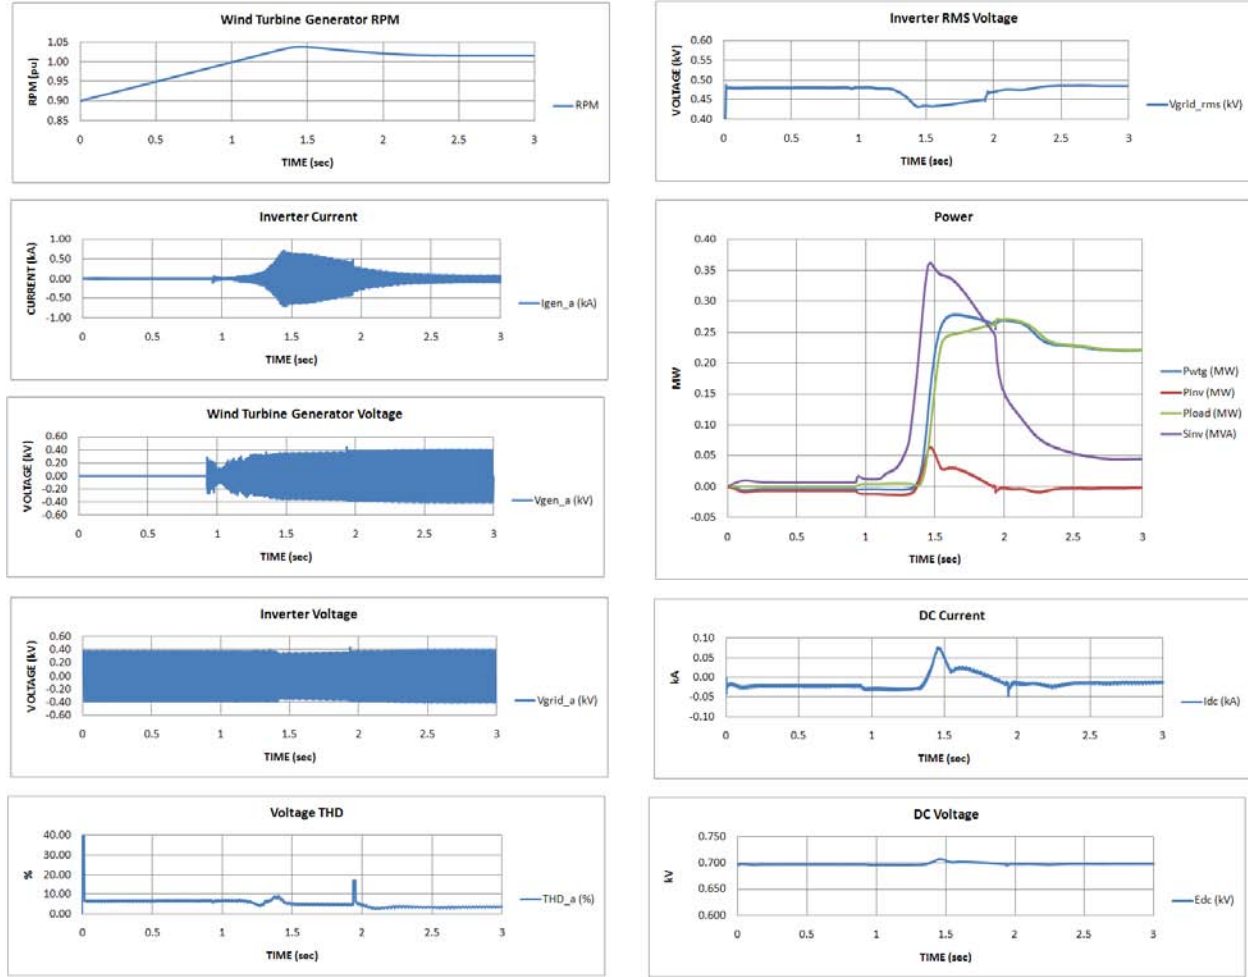 Wind Turbine Generator RPM
RPM (pu)
1.05
1.00
0.95
0.90
0.85
0 0.5 1 1.5 2 2.5 3
TIME (sec)
RPM
Inverter Current
CURRENT (kA)
1.00
0.50
0.00
-0.50
-1.00
0 0.5 1 1.5 2 2.5 3
TIME (sec)
Igen_a (kA)
Wind Turbine Generator Voltage
VOLTAGE (kV)
0.60
0.40
0.20
0.00
-0.20
-0.40
-0.60
0 0.5 1 1.5 2 2.5 3
TIME (sec)
Vgen_a (kV)
Inverter Voltage
VOLTAGE (kV)
0.60
0.40
0.20
0.00
-0.20
-0.40
-0.60
0 0.5 1 1.5 2 2.5 3
TIME (sec)
Vgrid_a (kV)
Voltage THD
%
40.00
30.00
20.00
10.00
0.00
0 0.5 1 1.5 2 2.5 3
TIME (sec)
THD_a (%)
Inverter RMS Voltage
VOLTAGE (kV)
0.60
0.55
0.50
0.45
0.40
0 0.5 1 1.5 2 2.5 3
TIME (sec)
Vgrid_rms (kV)
Power
MW
0.40
0.35
0.30
0.25
0.20
0.15
0.10
0.05
0.00
-0.05
0 0.5 1 1.5 2 2.5 3
TIME (sec)
Pwtg (MW)
Pinv (MW)
Pload (MW)
Sinv (MVA)
DC Current
kA
0.10
0.05
0.00
-0.05
-0.10
0 0.5 1 1.5 2 2.5 3
TIME (sec)
Idc (kA)
DC Voltage
kV
0.750
0.700
0.650
0.600
0 0.5 1 1.5 2 2.5 3
TIME (sec)
Edc (kV)